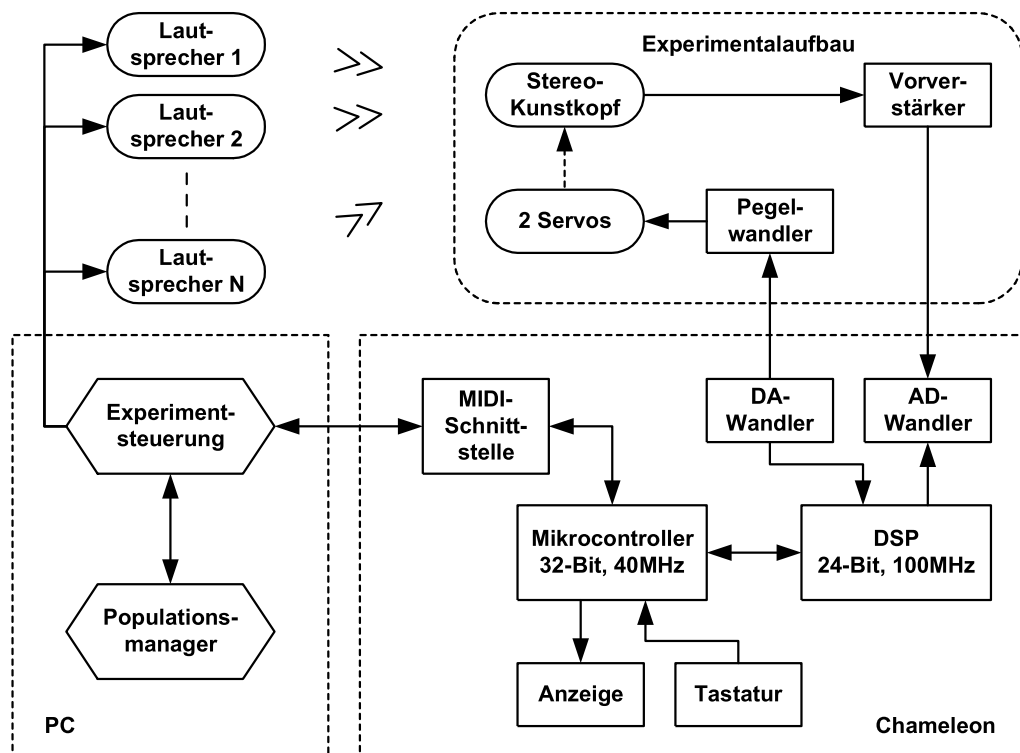 Laut-
sprecher 1
Laut-
sprecher 2
Laut-
sprecher N
Experimentalaufbau
Stereo-
Kunstkopf
Vorver-
stärker
2 Servos
Pegel-
wandler
Experiment-
steuerung
Populations-
manager
PC
MIDI-
Schnitt-
stelle
DA-
Wandler
AD-
Wandler
Mikrocontroller
32-Bit, 40MHz
DSP
24-Bit, 100MHz
Anzeige
Tastatur
Chameleon